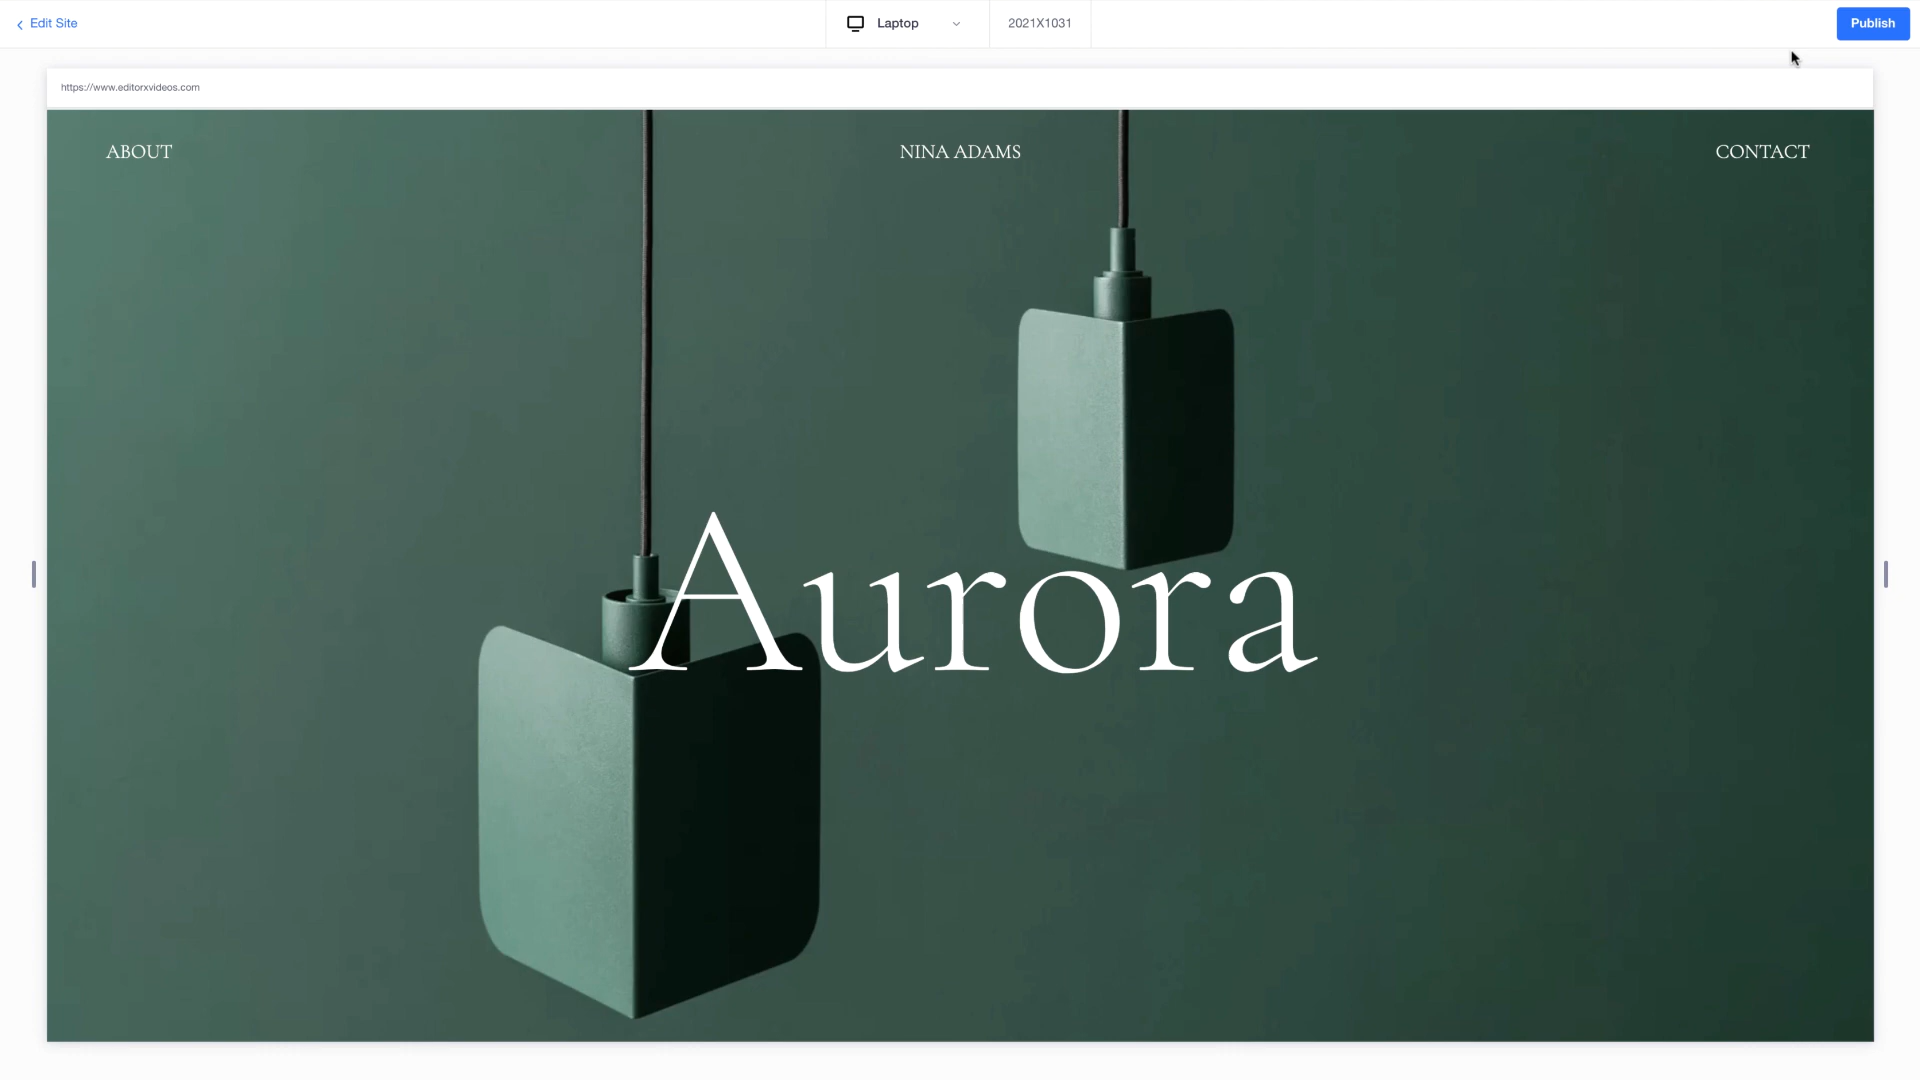 Edit Site
Laptop
2021X1031
Publish
https://www.editorxvideos.com
ABOUT
NINA ADAMS
CONTACT
Aurora